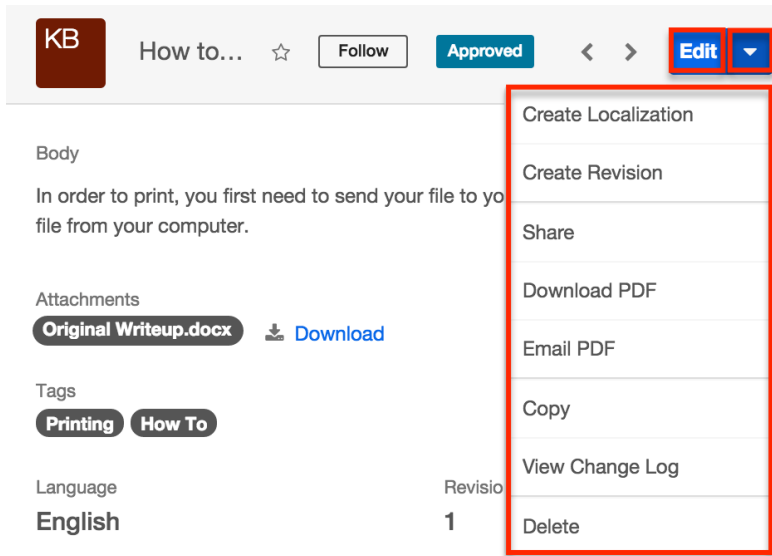 KB
How to...
Follow
Approved
Edit
Create Localization
Create Revision
Share
Download PDF
Email PDF
Copy
View Change Log
Delete
Body
In order to print, you first need to send your file to
file from your computer.
Attachments
Original Writeup.docx
Download
Tags
Printing How To
Language
English
1